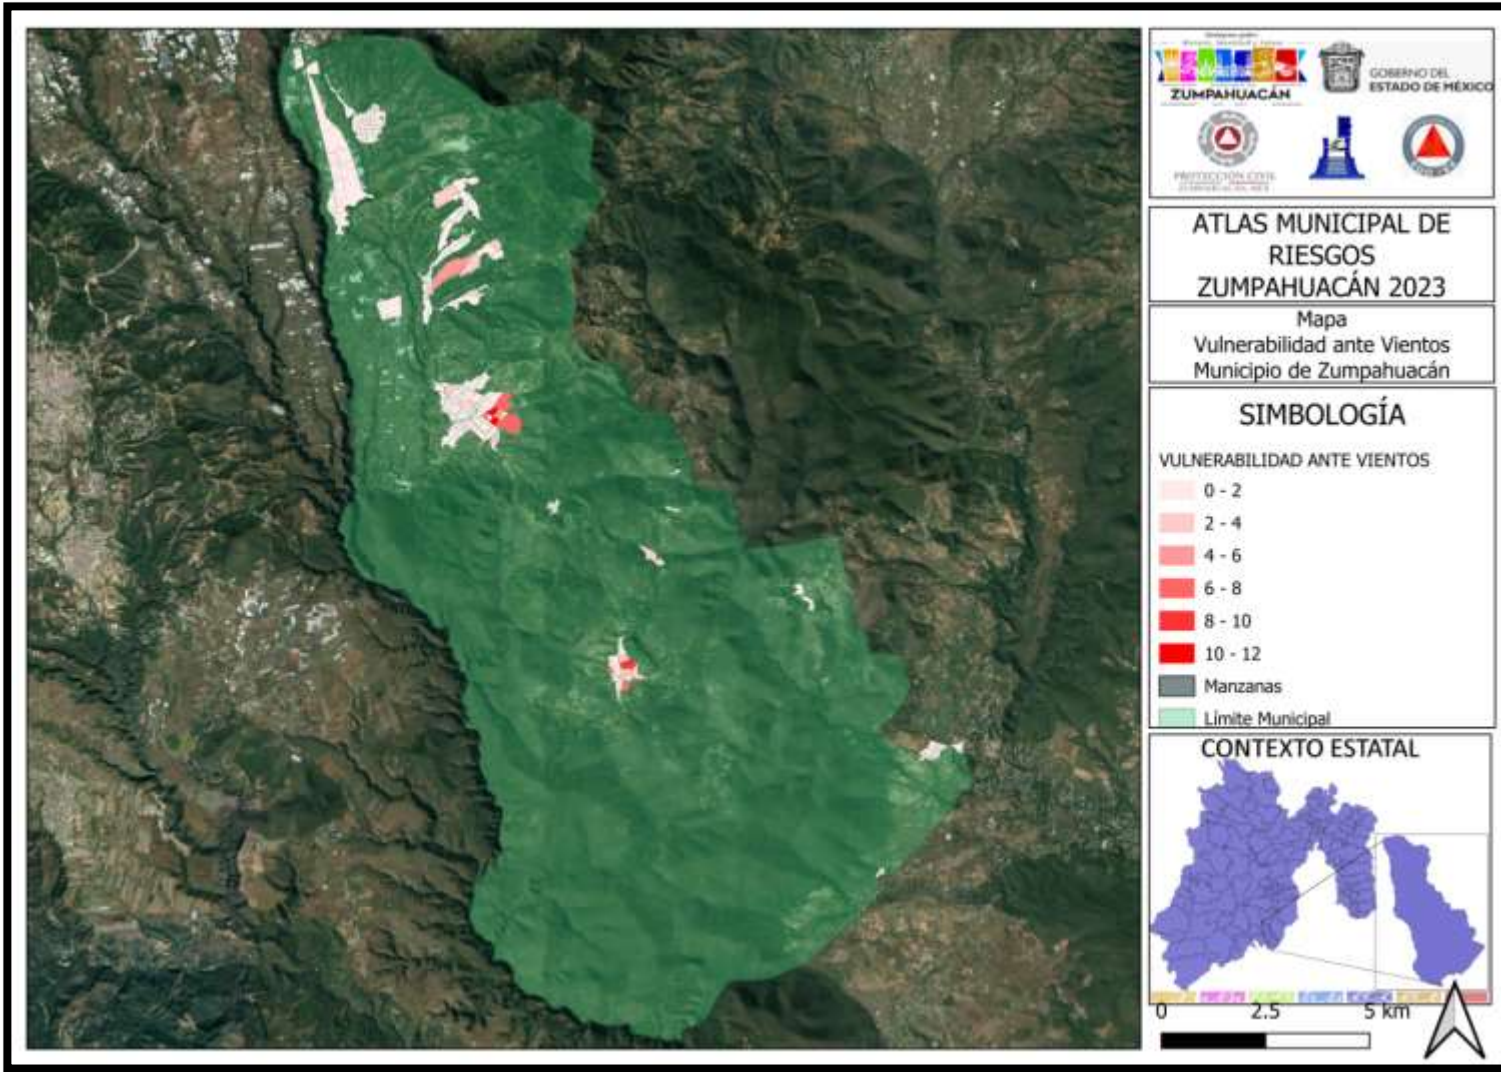 ZUMPAHUACÁN
GOBIERNO DEL
ESTADO DE MÉXICO
PROTECCIÓN CIVIL
ATLAS MUNICIPAL DE
RIESGOS
ZUMPAHUACÁN 2023
Mapa
Vulnerabilidad ante Vientos
Municipio de Zumpahuacán
SIMBOLOGÍA
VULNERABILIDAD ANTE VIENTOS
0 - 2
2 - 4
4 - 6
6 - 8
8 - 10
10 - 12
Manzanas
Límite Municipal
CONTEXTO ESTATAL
0 2.5 5 km